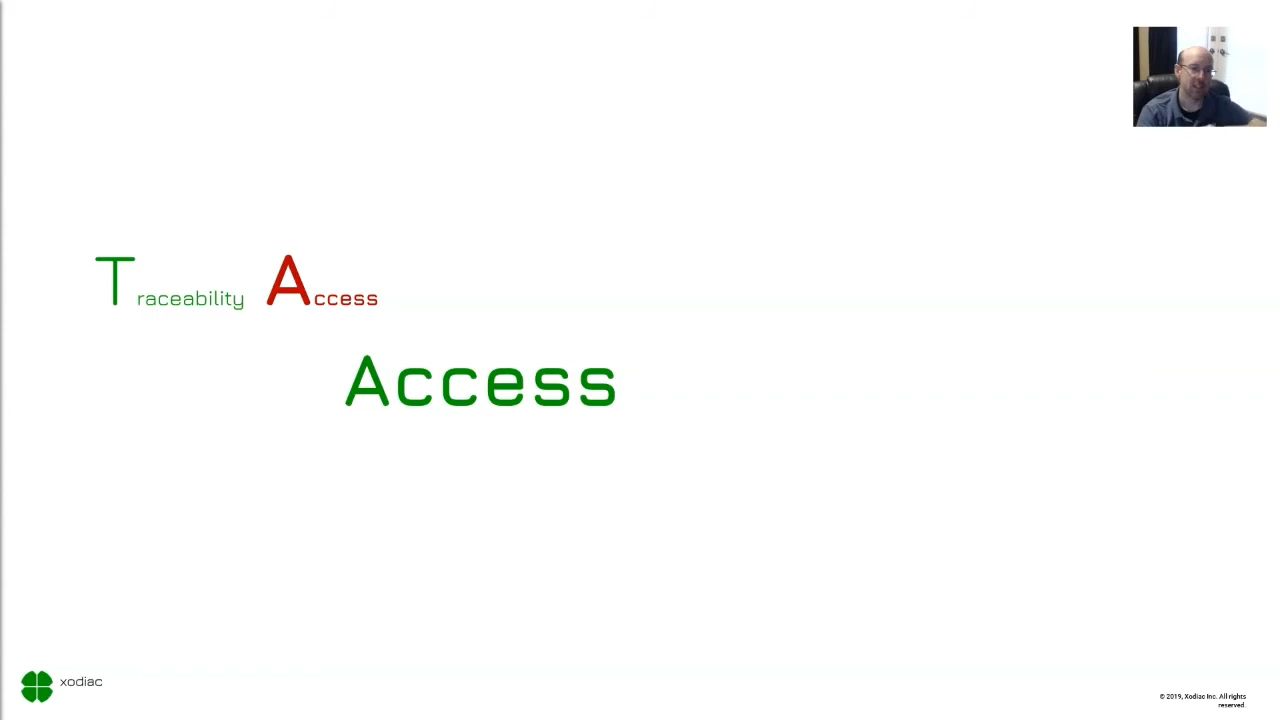 Traceability Access
Access
xodiac
© 2019, Xodiac Inc. All rights
reserved.